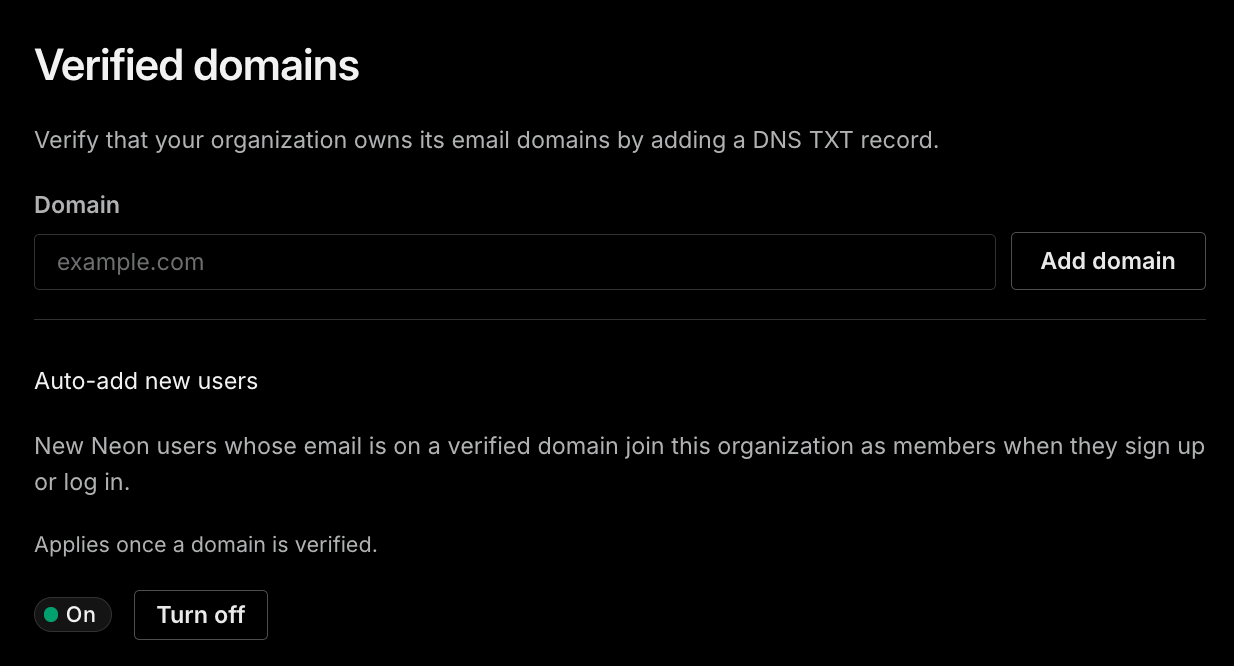 Verified domains
Verify that your organization owns its email domains by adding a DNS TXT record.
Domain
example.com
Add domain
Auto-add new users
New Neon users whose email is on a verified domain join this organization as members when they sign up
or log in.
Applies once a domain is verified.
On
Turn off